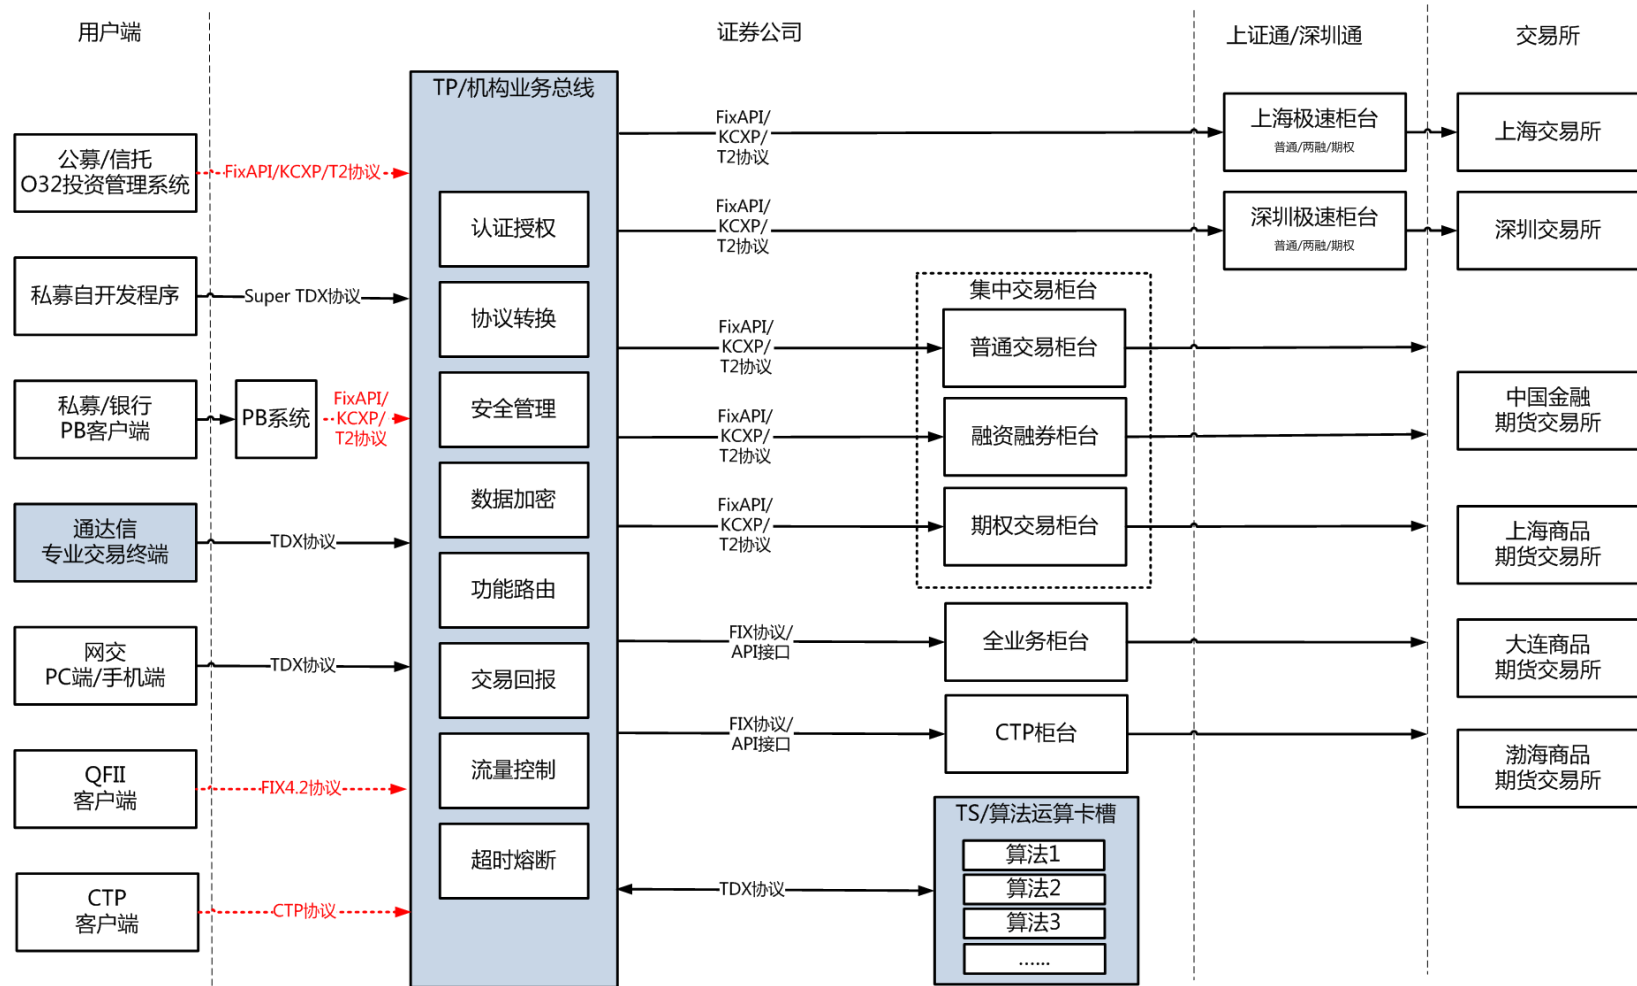 用户端
证券公司
上证通/深圳通
交易所
公募/信托
O32投资管理系统
私募自开发程序
私募/银行
PB客户端
通达信
专业交易终端
网交
PC端/手机端
QFII
客户端
CTP
客户端
PB系统
FixAPI/KCXP/T2协议
Super TDX协议
FixAPI/
KCXP/
T2协议
TDX协议
TDX协议
FIX4.2协议
CTP协议
TP/机构业务总线
认证授权
协议转换
安全管理
数据加密
功能路由
交易回报
流量控制
超时熔断
FixAPI/
KCXP/
T2协议
FixAPI/
KCXP/
T2协议
FixAPI/
KCXP/
T2协议
FixAPI/
KCXP/
T2协议
FixAPI/
KCXP/
T2协议
FIX协议/
API接口
FIX协议/
API接口
TDX协议
集中交易柜台
普通交易柜台
融资融券柜台
期权交易柜台
全业务柜台
CTP柜台
TS/算法运算卡槽
算法1
算法2
算法3
……
上海极速柜台
普通/两融/期权
深圳极速柜台
普通/两融/期权
上海交易所
深圳交易所
中国金融
期货交易所
上海商品
期货交易所
大连商品
期货交易所
渤海商品
期货交易所